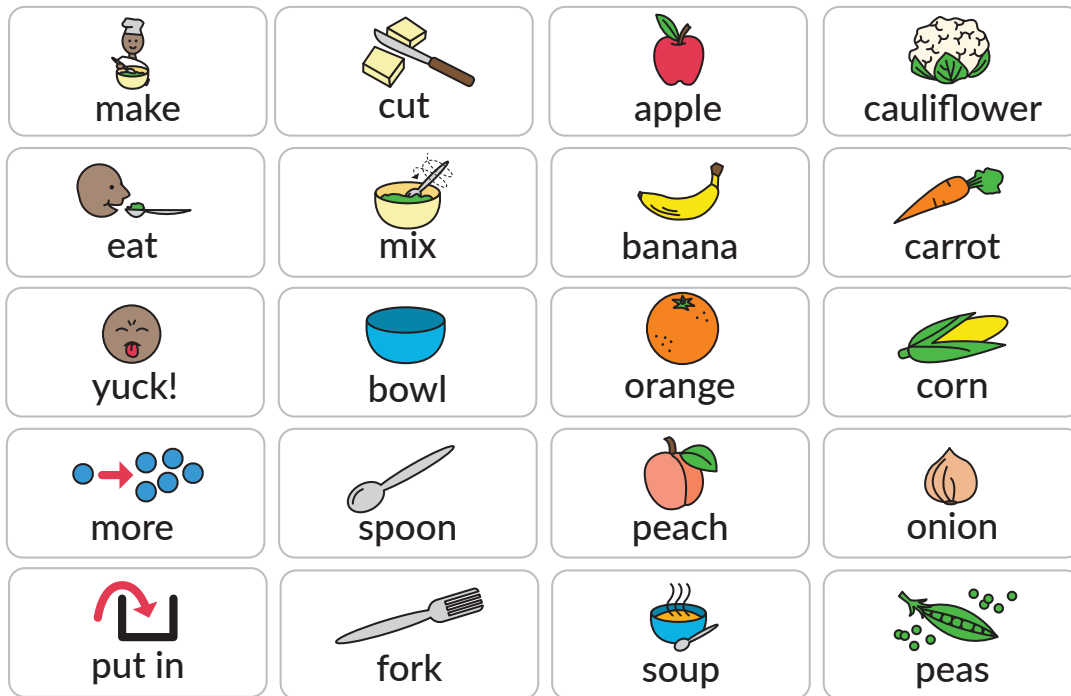 make
cut
apple
cauliflower
eat
mix
banana
carrot
yuck!
bowl
orange
corn
more
spoon
peach
onion
put in
fork
soup
peas